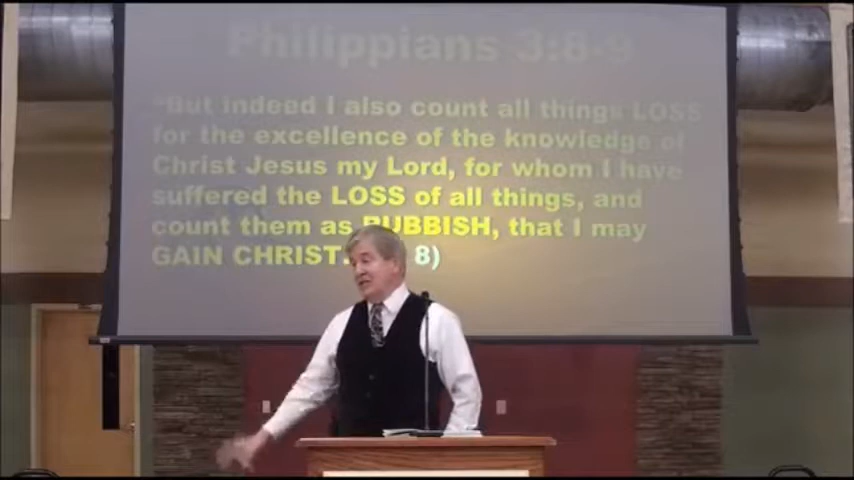 Philippians 3:8-9
"But indeed I also count all things LOSS
for the excellence of the knowledge of
Christ Jesus my LORD, for whom I have
suffered the LOSS of all things, and
count them as RUBBISH, that I may
GAIN CHRIST 8)